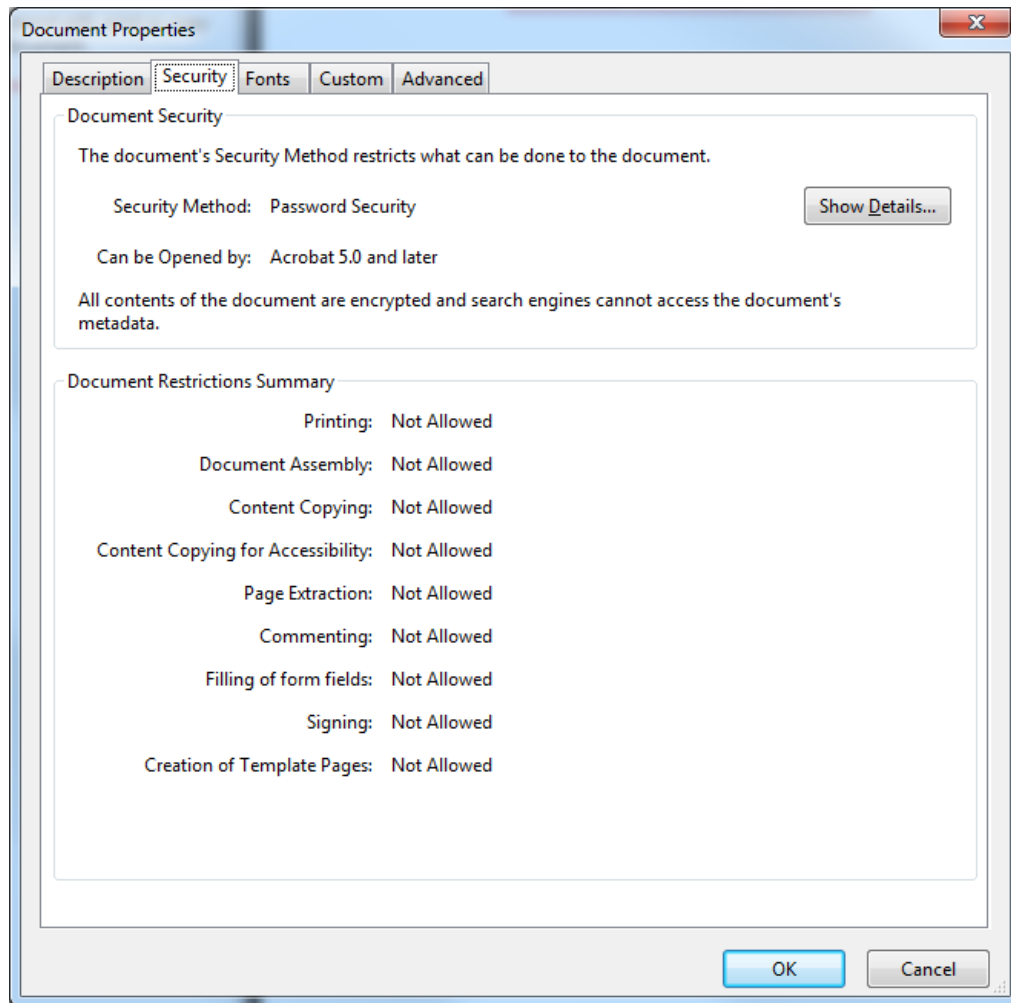 Document Properties
Description Security Fonts Custom Advanced
Document Security
The document's Security Method restricts what can be done to the document.
Security Method: Password Security Show Details...
Can be Opened by: Acrobat 5.0 and later
All contents of the document are encrypted and search engines cannot access the document's
metadata.
Document Restrictions Summary
Printing: Not Allowed
Document Assembly: Not Allowed
Content Copying: Not Allowed
Content Copying for Accessibility: Not Allowed
Page Extraction: Not Allowed
Commenting: Not Allowed
Filling of form fields: Not Allowed
Signing: Not Allowed
Creation of Template Pages: Not Allowed
OK Cancel